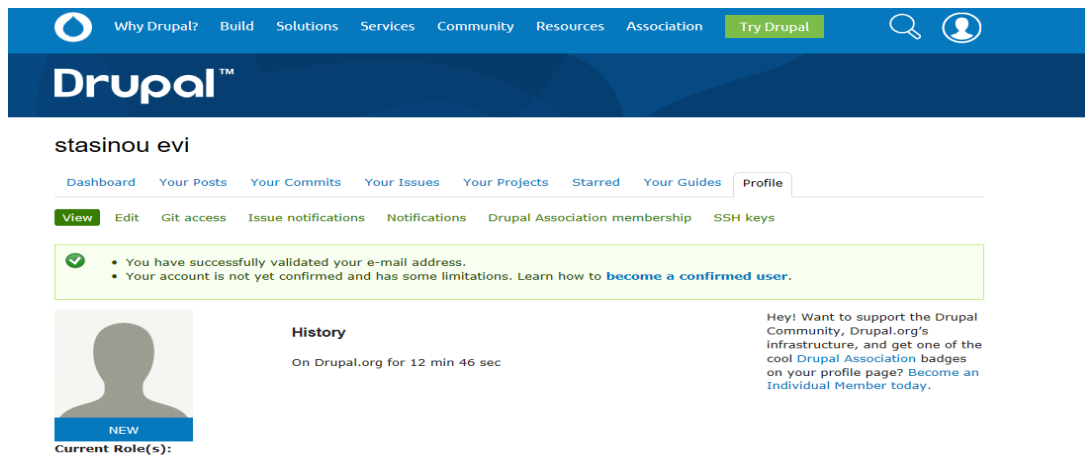 Why Drupal? Build Solutions Services Community Resources Association Try Drupal
Drupal™
stasinou evi
Dashboard Your Posts Your Commits Your Issues Your Projects Starred Your Guides Profile
View Edit Git access Issue notifications Notifications Drupal Association membership SSH keys
• You have successfully validated your e-mail address.
• Your account is not yet confirmed and has some limitations. Learn how to become a confirmed user.
NEW
Current Role(s):
History
On Drupal.org for 12 min 46 sec
Hey! Want to support the Drupal
Community, Drupal.org's
infrastructure, and get one of the
cool Drupal Association badges
on your profile page? Become an
Individual Member today.